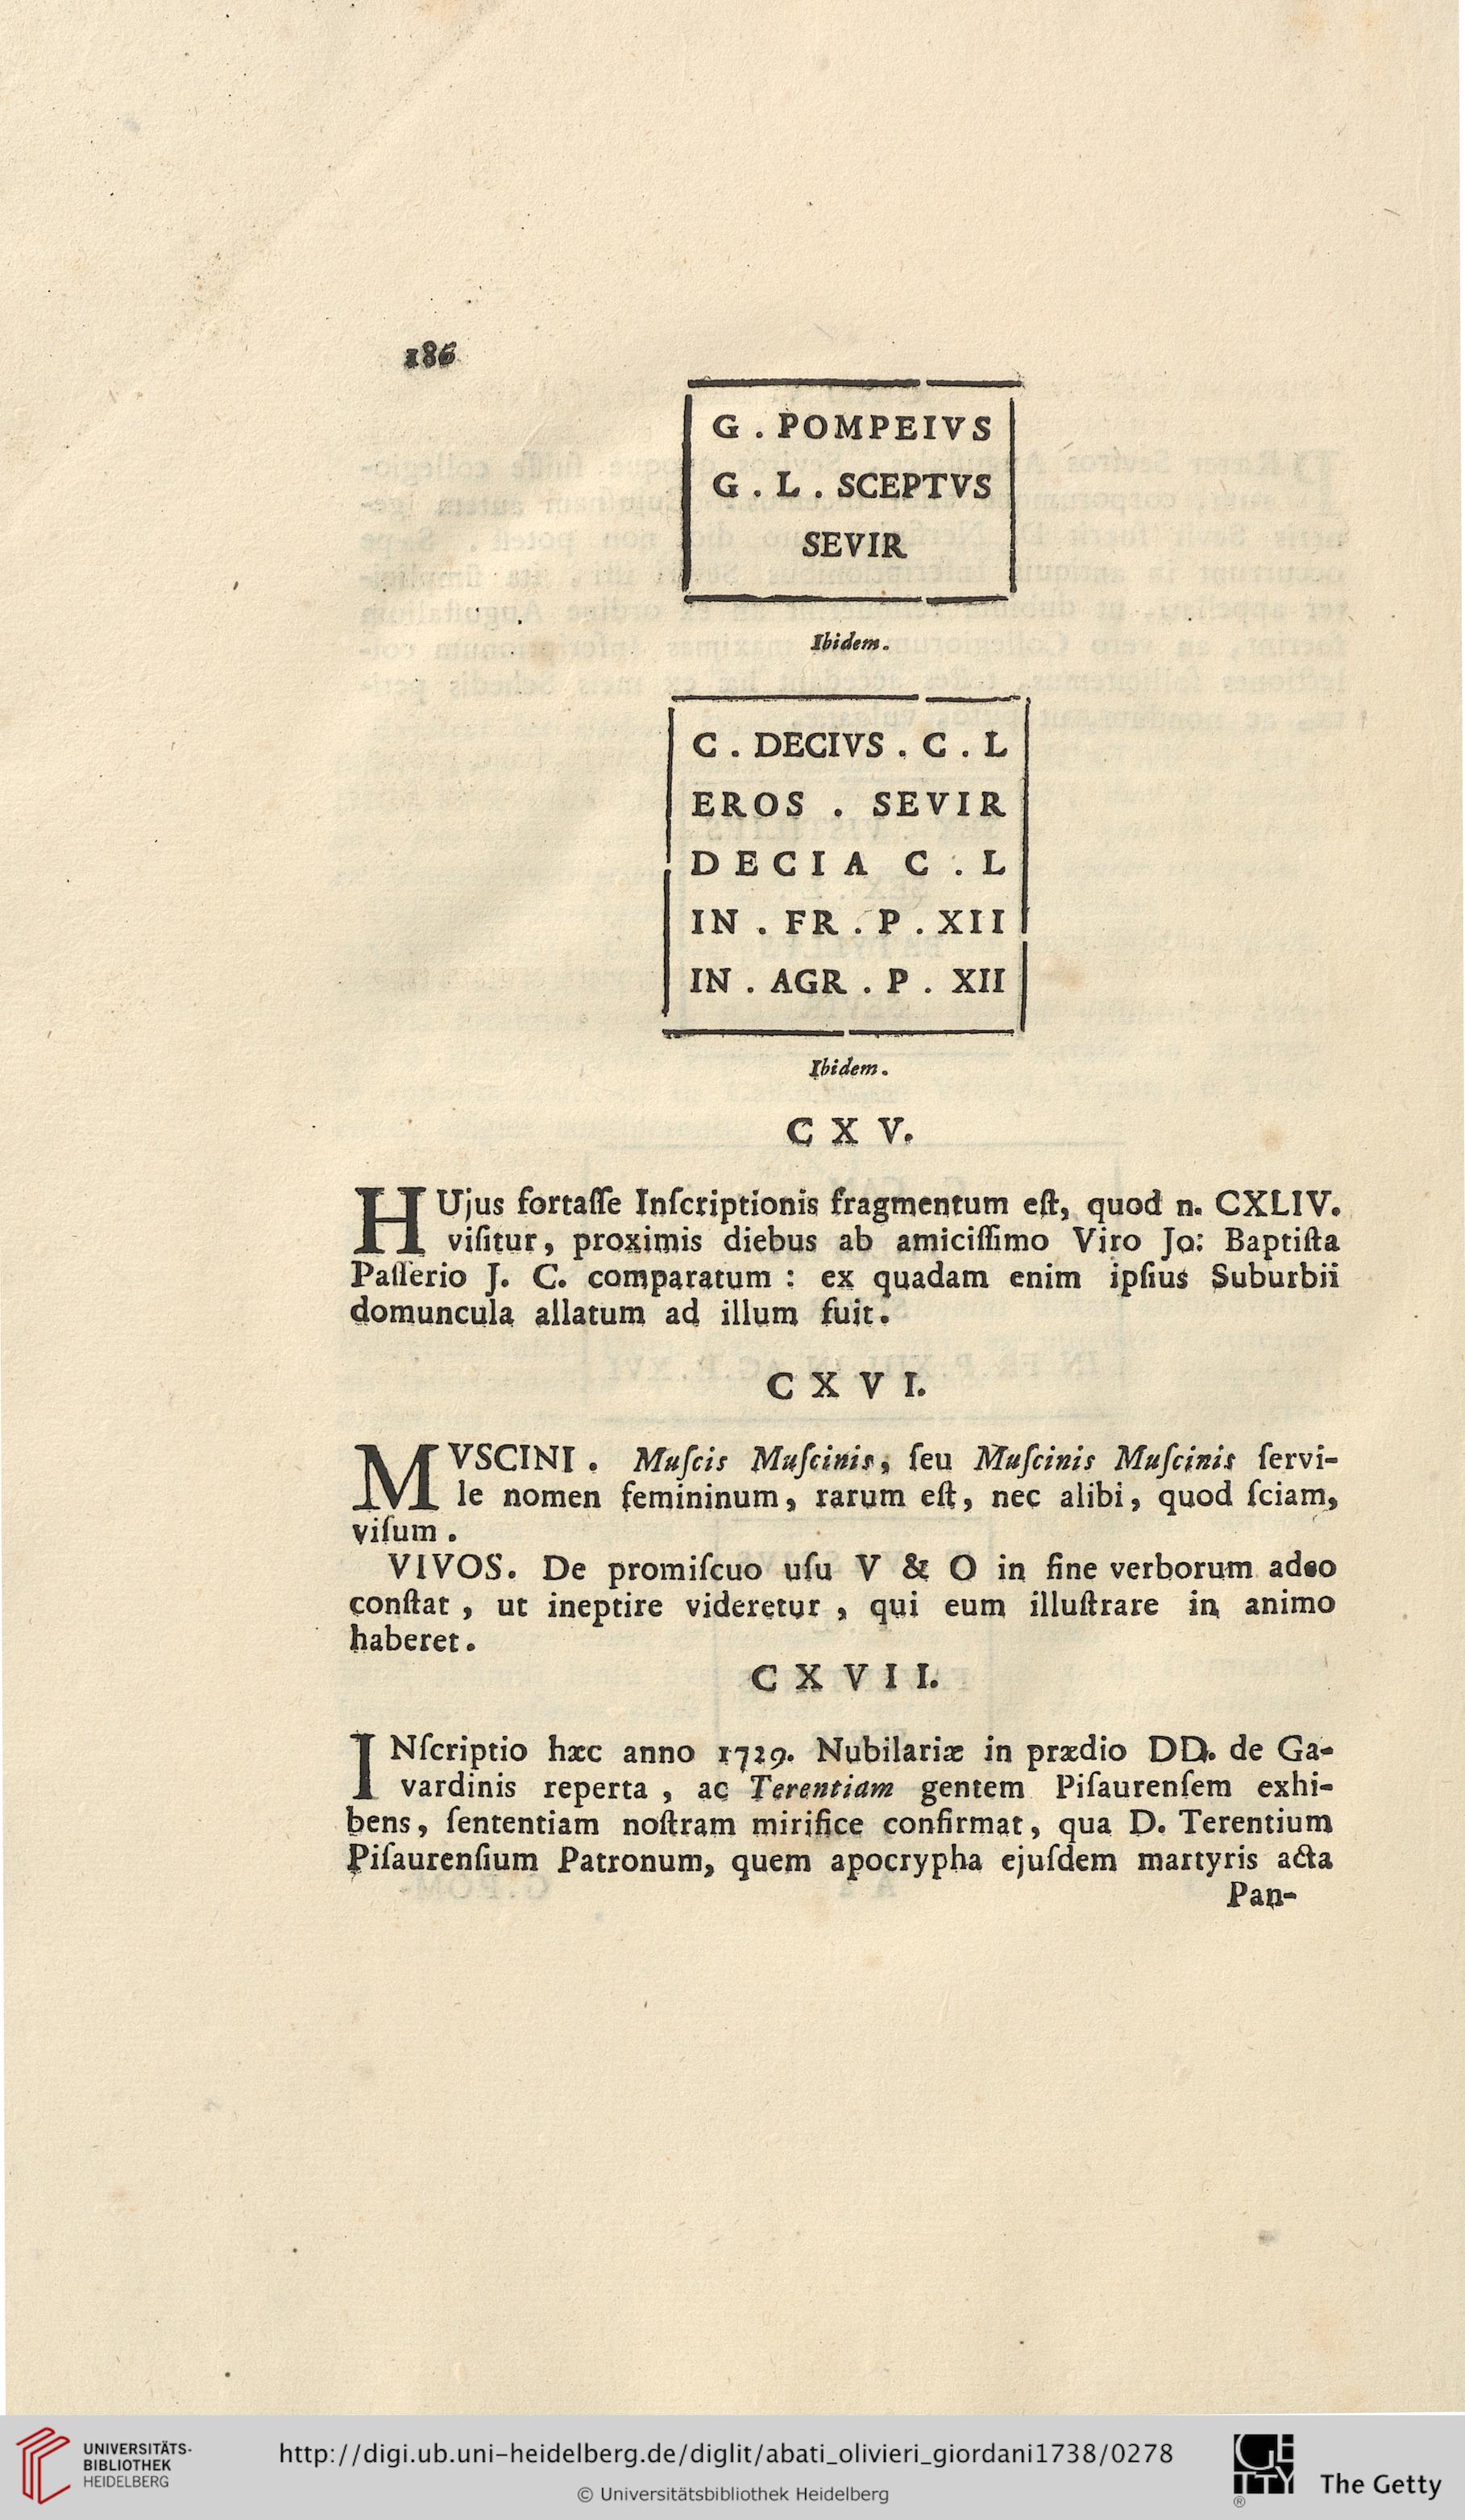 186
G . POMPEIVS
G . L . SCEPTVS
SEVIR
Ibidem.
C . DECIVS . C . L
EROS . SEVIR
DECIA C . L
IN . FR . P . XII
IN . AGR . P . XII
Ibidem.
C X V.
HUjus fortaſſe Inſcriptionis fragmentum eſt, quod n. CXLIV.
viſitur, proximis diebus ab amiciſſimo Viro Jo: Baptiſta
Paſſerio J. C. comparatum : ex quadam enim ipſius Suburbii
domuncula allatum ad illum fuit.
C X V I.
MVSCINI . Muſcis Muſcinis, ſeu Muſcinis Muſcinis ſervi-
le nomen femininum, rarum eſt, nec alibi, quod ſciam,
viſum .
VIVOS. De promiſcuo uſu V & O in fine verborum adeo
conſtat , ut ineptire videretur , qui eum illuſtrare in animo
haberet.
C X V I I.
INſcriptio hæc anno 1729. Nubilariæ in prædio DD. de Ga-
vardinis reperta , ac Terentiam gentem Piſaurenſem exhi-
bens, ſententiam noſtram mirifice confirmat, qua D. Terentium
Piſaurenſium Patronum, quem apocrypha ejuſdem martyris acta
Pan-
UNIVERSITÄTS-
BIBLIOTHEK
HEIDELBERG
http://digi.ub.uni-heidelberg.de/diglit/abati_olivieri_giordani1738/0278
© Universitätsbibliothek Heidelberg
GETTY
®
The Getty